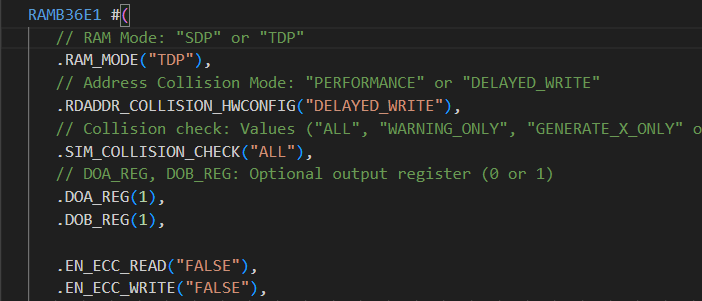 RAMB36E1 #(
// RAM Mode: "SDP" or "TDP"
.RAM_MODE("TDP"),
// Address Collision Mode: "PERFORMANCE" or "DELAYED_WRITE"
.RDADDR_COLLISION_HWCONFIG("DELAYED_WRITE"),
// Collision check: Values ("ALL", "WARNING_ONLY", "GENERATE_X_ONLY" o
.SIM_COLLISION_CHECK("ALL"),
// DOA_REG, DOB_REG: Optional output register (0 or 1)
.DOA_REG(1),
.DOB_REG(1),
.EN_ECC_READ("FALSE"),
.EN_ECC_WRITE("FALSE"),